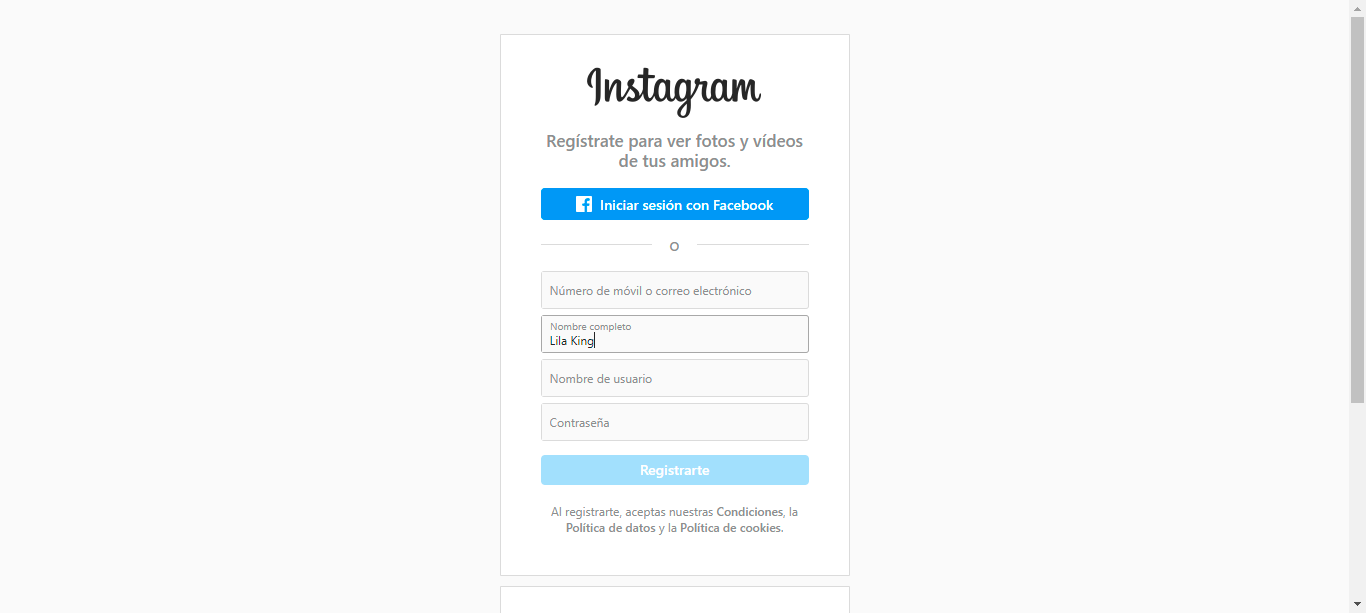 Instagram
Regístrate para ver fotos y vídeos
de tus amigos.
Iniciar sesión con Facebook
O
Número de móvil o correo electrónico
Nombre completo
Lila King
Nombre de usuario
Contraseña
Registrarte
Al registrarte, aceptas nuestras Condiciones, la
Política de datos y la Política de cookies.